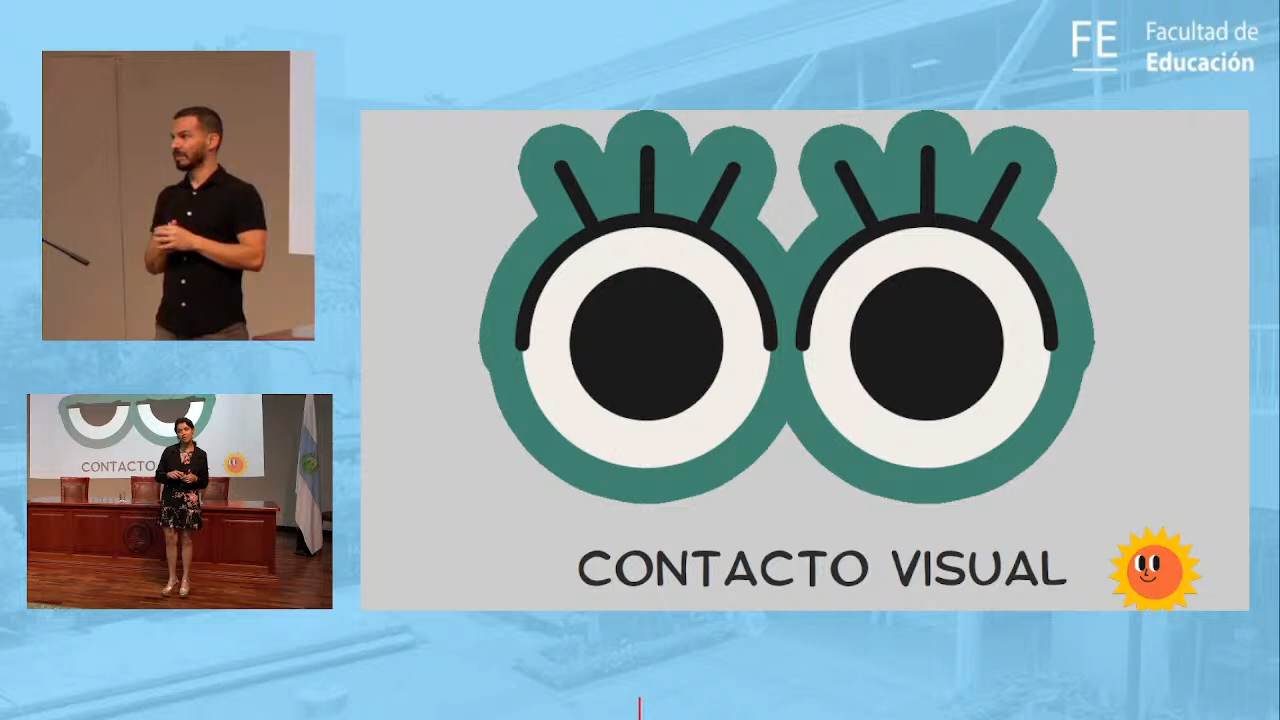 FE
Facultad de
Educación
CONTACTO VISUAL
CONTACTO